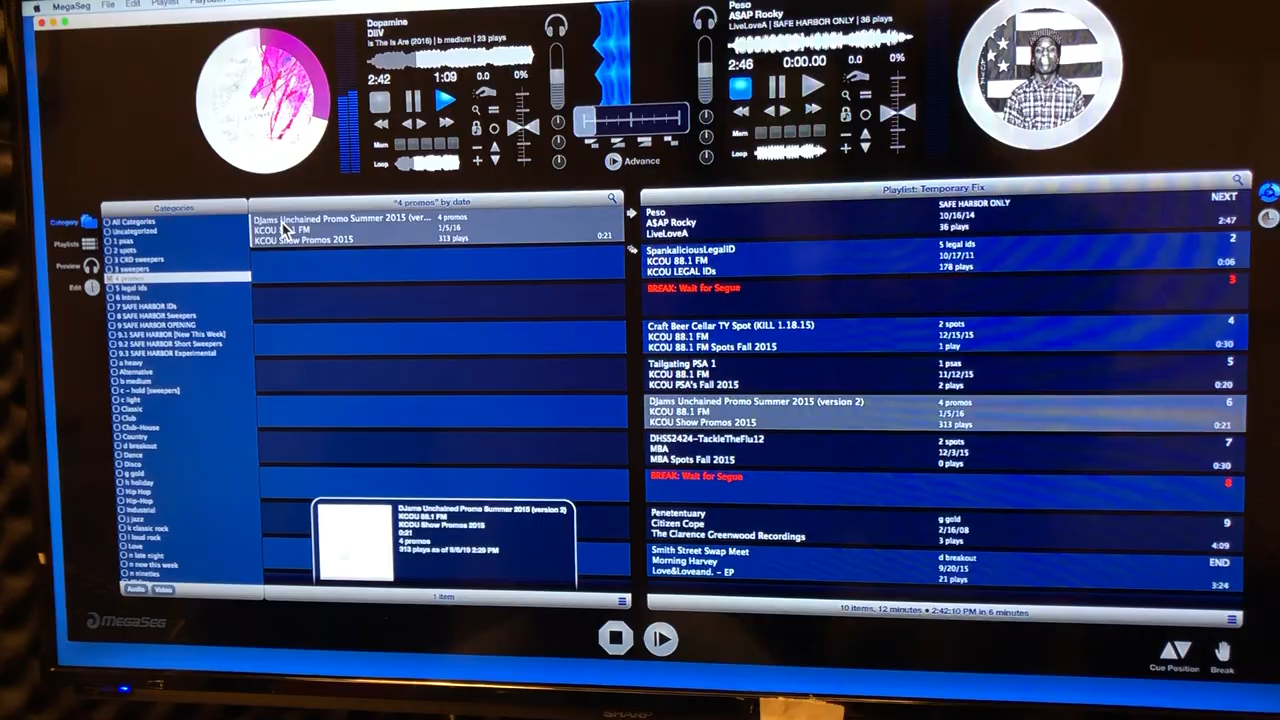 MegaSeg File Edit Playlist
Dopamine
DIIV
Is The Is Are (2016) | b medium | 23 plays
2:42 1:09 0.0 0%
Mem
Loop
Advance
Peso
A$AP Rocky
LiveLoveA | SAFE HARBOR ONLY | 36 plays
2:46 0:00.00 0.0 0%
Mem
Loop
Category
Playlists
Preview
Edit
Categories
All Categories
Uncategorized
1 psas
2 spots
3 CRD sweepers
3 sweepers
4 promos
5 legal ids
6 Intros
7 SAFE HARBOR IDs
8 SAFE HARBOR Sweepers
9 SAFE HARBOR OPENING
9.1 SAFE HARBOR [New This Week]
9.2 SAFE HARBOR Short Sweepers
9.3 SAFE HARBOR Experimental
a heavy
Alternative
b medium
c - hold [sweepers]
c light
Classic
Club
Club-House
Country
d breakout
Dance
Disco
g gold
h holiday
Hip Hop
Hip-Hop
Industrial
j jazz
k classic rock
l loud rock
Love
n late night
n new this week
n nineties
Audio Video
"4 promos" by date
DJams Unchained Promo Summer 2015 (ver... 4 promos
KCOU 88.1 FM 1/5/16
KCOU Show Promos 2015 313 plays 0:21
DJams Unchained Promo Summer 2015 (version 2)
KCOU 88.1 FM
KCOU Show Promos 2015
0:21
4 promos
313 plays as of 9/8/15 2:29 PM
1 item
Playlist: Temporary Fix
Peso SAFE HARBOR ONLY NEXT
A$AP Rocky 10/16/14
LiveLoveA 36 plays 2:47
SpankaliciousLegalID 5 legal ids 2
KCOU 88.1 FM 10/17/11
KCOU LEGAL IDs 178 plays 0:06
BREAK: Wait for Segue 3
Craft Beer Cellar TY Spot (KILL 1.18.15) 2 spots 4
KCOU 88.1 FM 12/15/15
KCOU 88.1 FM Spots Fall 2015 1 play 0:30
Tailgating PSA 1 1 psas 5
KCOU 88.1 FM 11/12/15
KCOU PSA's Fall 2015 2 plays 0:20
DJams Unchained Promo Summer 2015 (version 2) 4 promos 6
KCOU 88.1 FM 1/5/16
KCOU Show Promos 2015 313 plays 0:21
DHSS2424-TackleTheFlu12 2 spots 7
MBA 12/3/15
MBA Spots Fall 2015 0 plays 0:30
BREAK: Wait for Segue 8
Penetentuary g gold 9
Citizen Cope 2/16/08
The Clarence Greenwood Recordings 3 plays 4:09
Smith Street Swap Meet d breakout END
Morning Harvey 9/20/15
Love&Loveand. - EP 21 plays 3:24
10 items, 12 minutes • 2:42:10 PM in 6 minutes
MEGASEG
Cue Position Break
SHARP